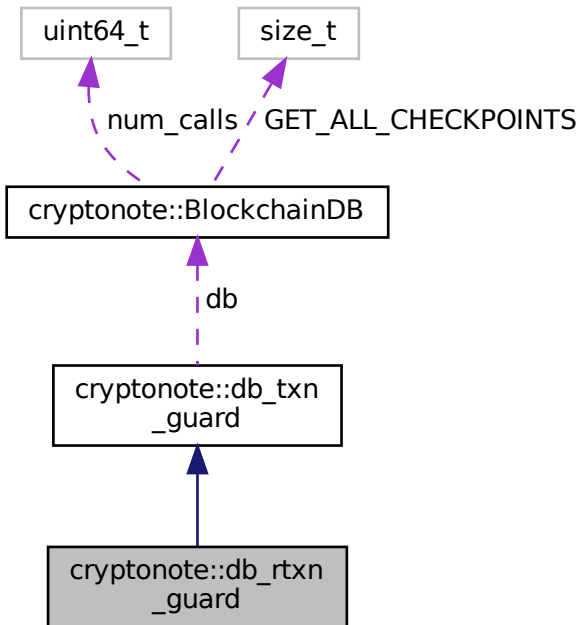 uint64_t
size_t
num_calls
GET_ALL_CHECKPOINTS
cryptonote::BlockchainDB
db
cryptonote::db_txn
_guard
cryptonote::db_rtxn
_guard